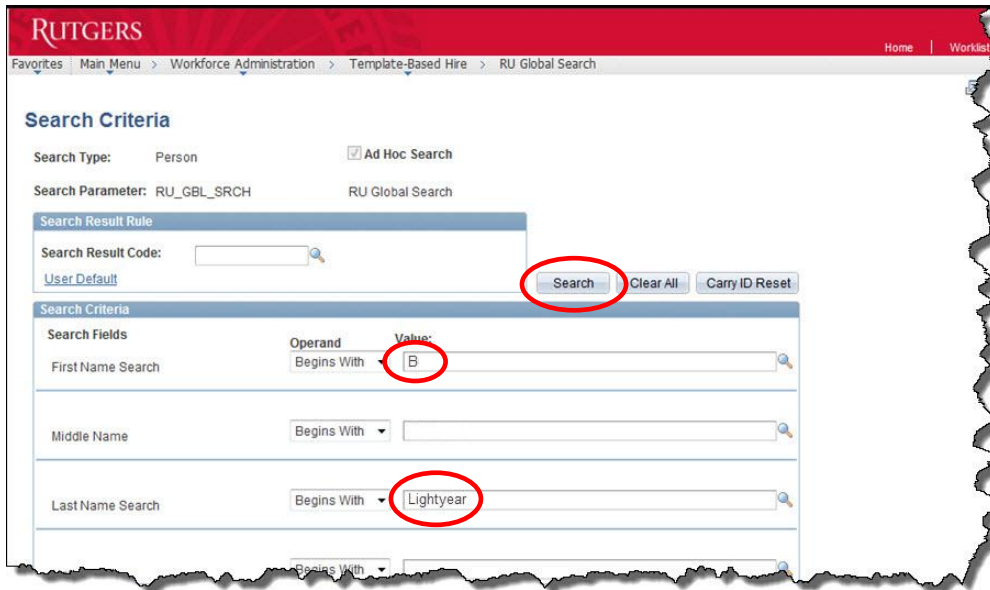 RUTGERS
Home | Worklist
Favorites Main Menu > Workforce Administration > Template-Based Hire > RU Global Search
Search Criteria
Search Type: Person Ad Hoc Search
Search Parameter: RU_GBL_SRCH RU Global Search
Search Result Rule
Search Result Code:
User Default
Search Clear All Carry ID Reset
Search Criteria
Search Fields Operand Value:
First Name Search Begins With B
Middle Name Begins With
Last Name Search Begins With Lightyear
Begins With